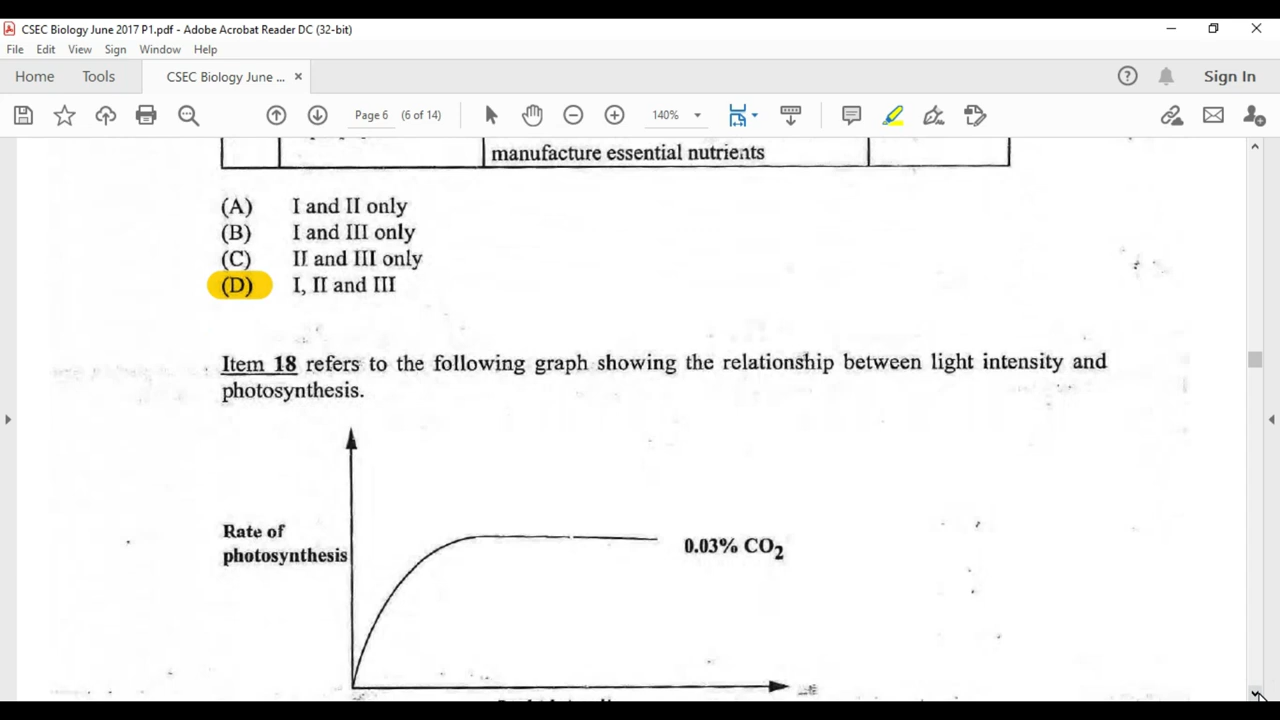 CSEC Biology June 2017 P1.pdf - Adobe Acrobat Reader DC (32-bit)
File Edit View Sign Window Help
Home Tools CSEC Biology June ... × Sign In
Page 6 (6 of 14) 140%
manufacture essential nutrients
(A) I and II only
(B) I and III only
(C) II and III only
(D) I, II and III
Item 18 refers to the following graph showing the relationship between light intensity and
photosynthesis.
Rate of
photosynthesis
0.03% CO₂